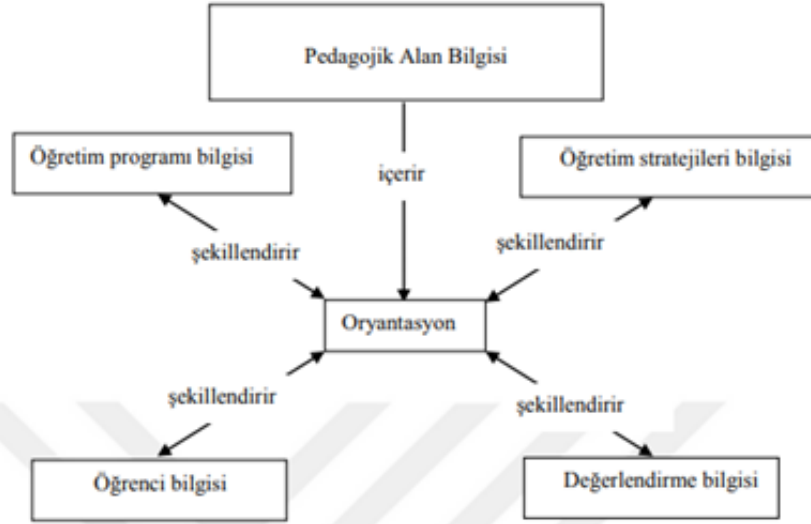 Pedagojik Alan Bilgisi
Öğretim programı bilgisi
Öğretim stratejileri bilgisi
içerir
şekillendirir
şekillendirir
Oryantasyon
şekillendirir
şekillendirir
Öğrenci bilgisi
Değerlendirme bilgisi